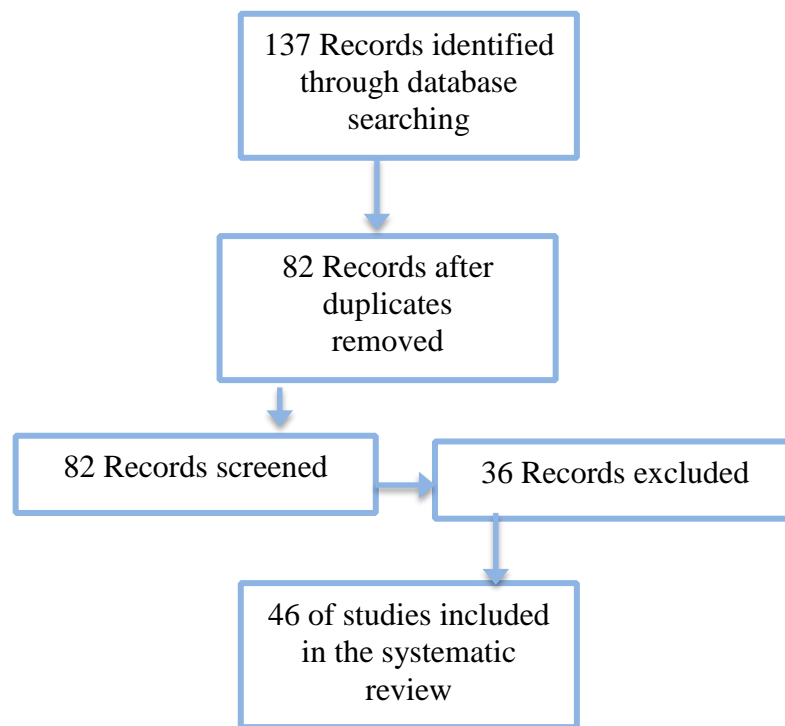 137 Records identified
through database
searching
82 Records after
duplicates
removed
82 Records screened
36 Records excluded
46 of studies included
in the systematic
review